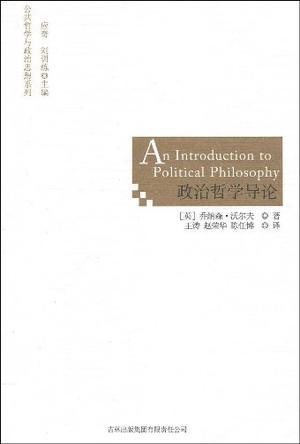 公共哲学与政治思想系列
应奇 刘训练◎主编
An Introduction to
Political Philosophy
政治哲学导论
[英] 乔纳森·沃尔夫 ◎ 著
王涛 赵荣华 陈任博 ◎ 译
吉林出版集团有限责任公司